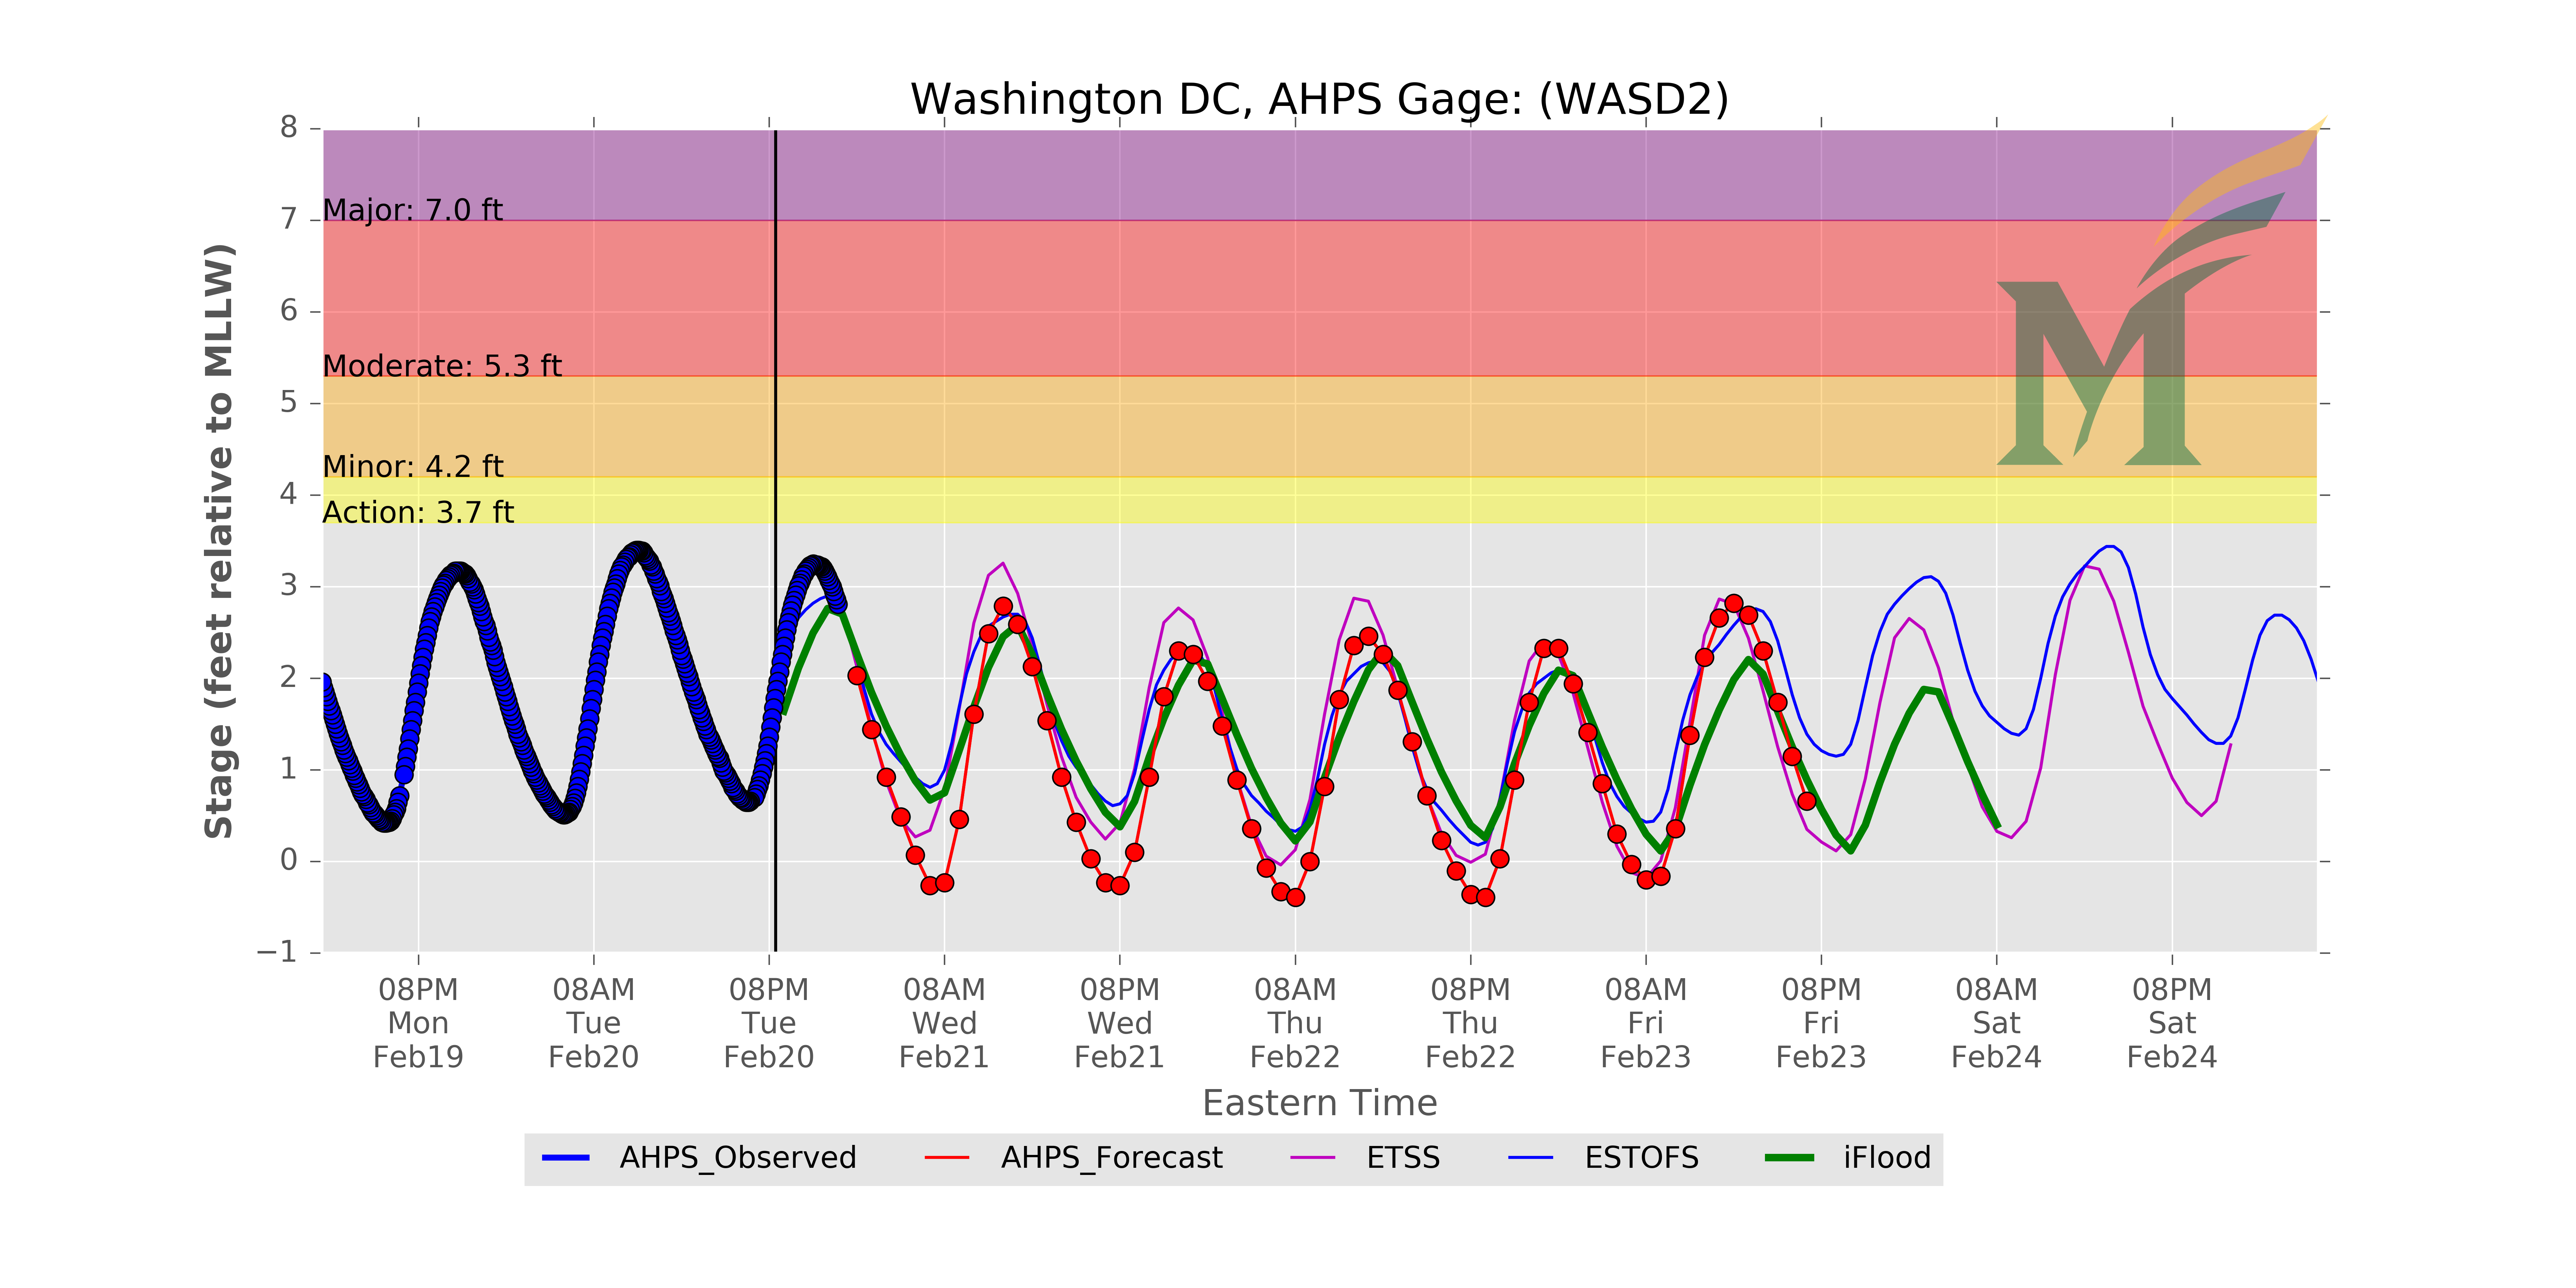 Washington DC, AHPS Gage: (WASD2)
Stage (feet relative to MLLW)
8
7
6
5
4
3
2
1
0
−1
Major: 7.0 ft
Moderate: 5.3 ft
Minor: 4.2 ft
Action: 3.7 ft
M
08PM Mon Feb19
08AM Tue Feb20
08PM Tue Feb20
08AM Wed Feb21
08PM Wed Feb21
08AM Thu Feb22
08PM Thu Feb22
08AM Fri Feb23
08PM Fri Feb23
08AM Sat Feb24
08PM Sat Feb24
Eastern Time
AHPS_Observed AHPS_Forecast ETSS ESTOFS iFlood